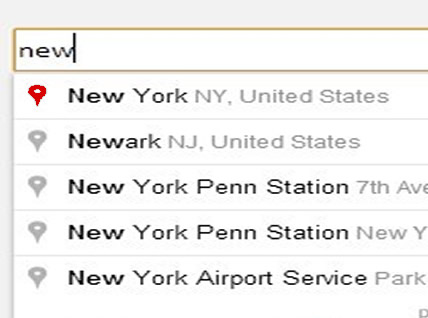 new
New York NY, United States
Newark NJ, United States
New York Penn Station 7th Ave
New York Penn Station New Y
New York Airport Service Park